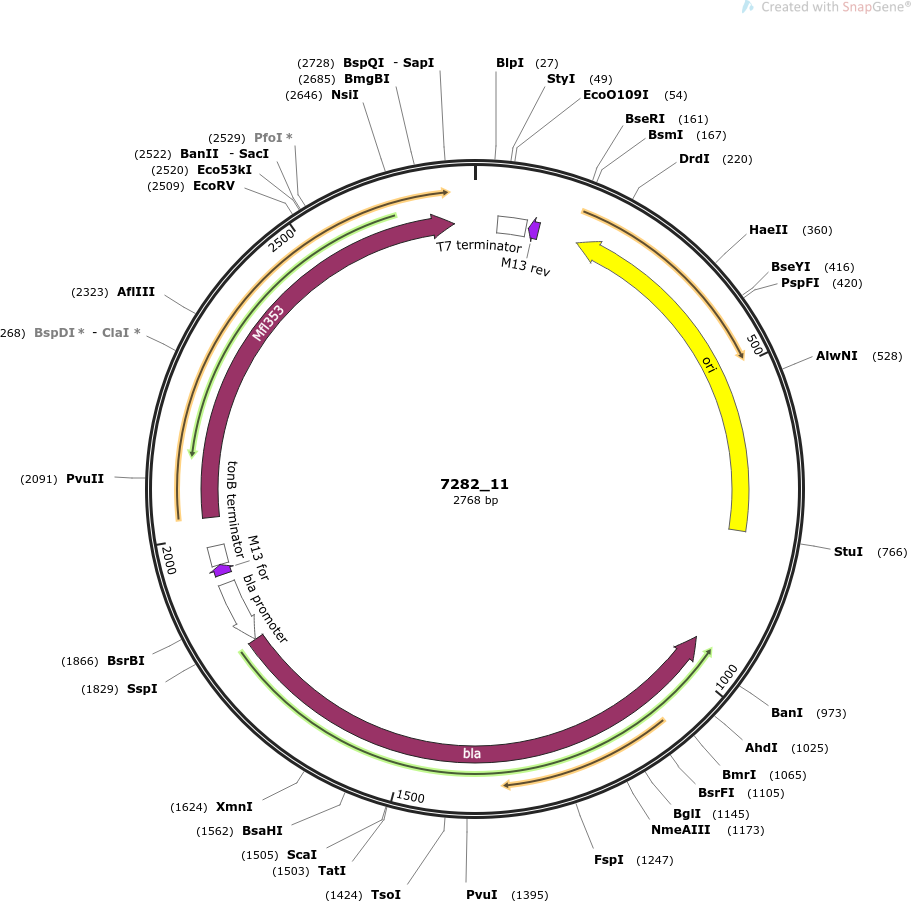 Created with SnapGene®
(2728) BspQI - SapI
(2685) BmgBI
(2646) NsiI
BlpI (27)
StyI (49)
EcoO109I (54)
BseRI (161)
BsmI (167)
DrdI (220)
(2529) PfoI *
(2522) BanII - SacI
(2520) Eco53kI
(2509) EcoRV
HaeII (360)
BseYI (416)
PspFI (420)
AlwNI (528)
(2323) AflIII
268) BspDI * - ClaI *
(2091) PvuII
StuI (766)
(1866) BsrBI
(1829) SspI
BanI (973)
AhdI (1025)
BmrI (1065)
BsrFI (1105)
BglI (1145)
NmeAIII (1173)
FspI (1247)
(1624) XmnI
(1562) BsaHI
(1505) ScaI
(1503) TatI
(1424) TsoI
PvuI (1395)
T7 terminator
M13 rev
ori
Mfl353
tonB terminator
M13 for
bla promoter
bla
500
1000
1500
2000
2500
7282_11
2768 bp